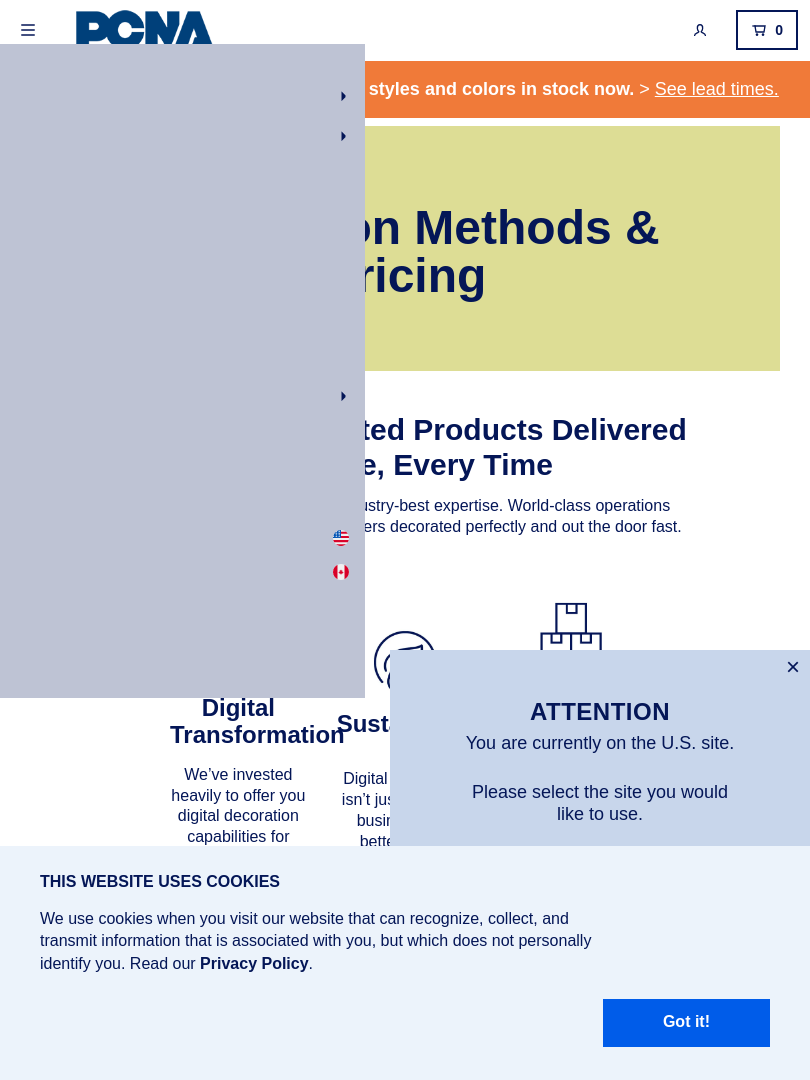 PCNA
0
styles and colors in stock now. > See lead times.
on Methods &
ricing
ted Products Delivered
e, Every Time
ustry-best expertise. World-class operations
ers decorated perfectly and out the door fast.
Digital
Transformation
We've invested
heavily to offer you
digital decoration
capabilities for
Susta
Digital
isn't jus
busin
bette
ATTENTION
You are currently on the U.S. site.
Please select the site you would
like to use.
THIS WEBSITE USES COOKIES
We use cookies when you visit our website that can recognize, collect, and
transmit information that is associated with you, but which does not personally
identify you. Read our Privacy Policy.
Got it!